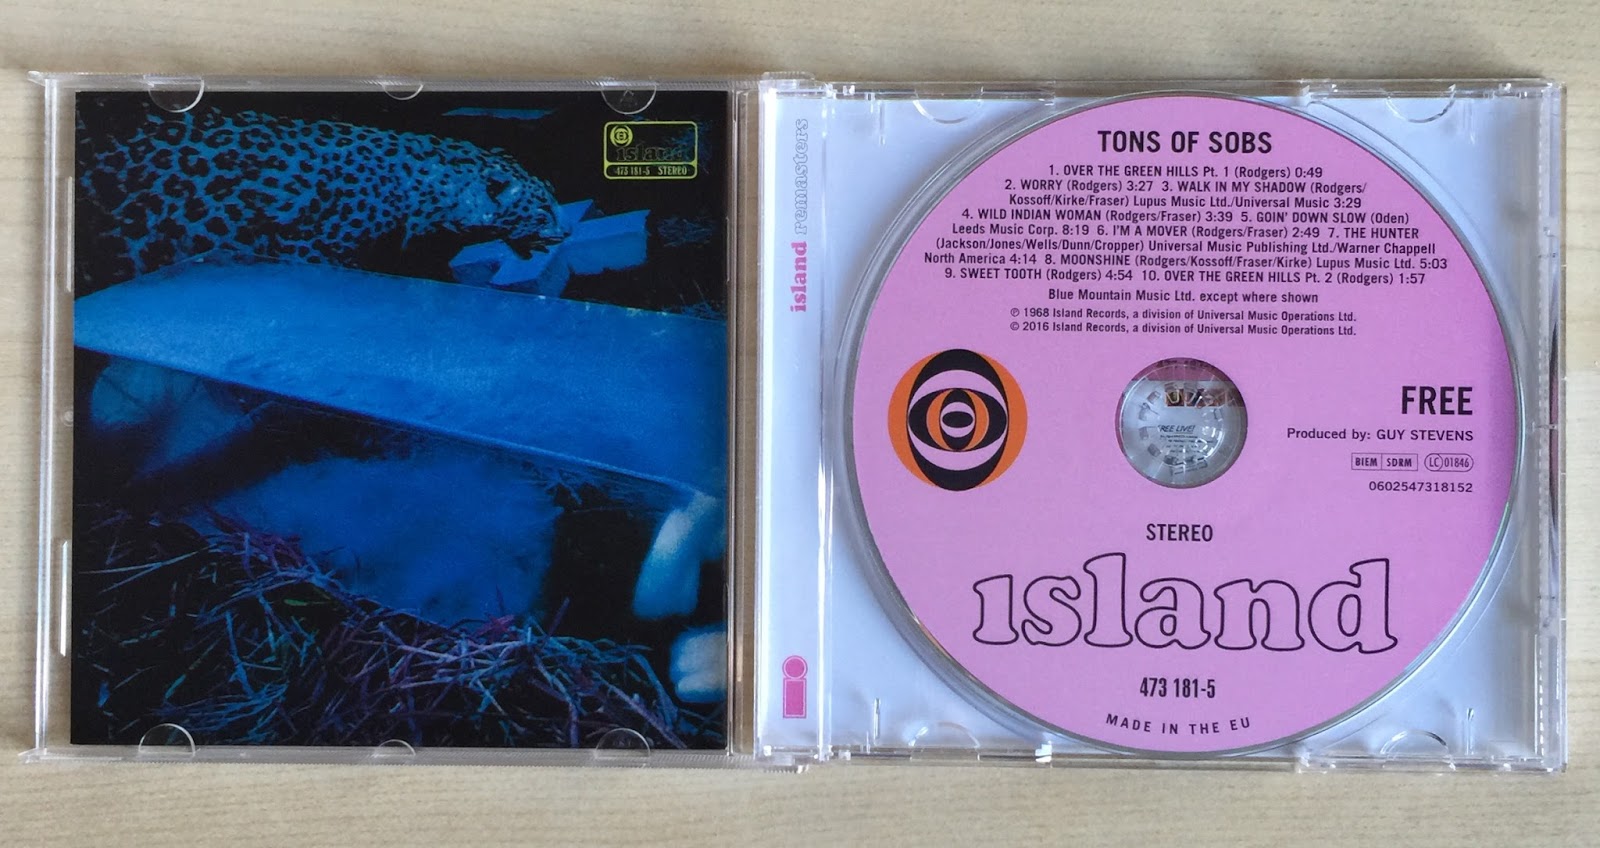 island
473 181-5 STEREO
island remasters
TONS OF SOBS
1. OVER THE GREEN HILLS Pt. 1 (Rodgers) 0:49
2. WORRY (Rodgers) 3:27 3. WALK IN MY SHADOW (Rodgers/
Kossoff/Kirke/Fraser) Lupus Music Ltd./Universal Music 3:29
4. WILD INDIAN WOMAN (Rodgers/Fraser) 3:39 5. GOIN' DOWN SLOW (Oden)
Leeds Music Corp. 8:19 6. I'M A MOVER (Rodgers/Fraser) 2:49 7. THE HUNTER
(Jackson/Jones/Wells/Dunn/Cropper) Universal Music Publishing Ltd./Warner Chappell
North America 4:14 8. MOONSHINE (Rodgers/Kossoff/Fraser/Kirke) Lupus Music Ltd. 5:03
9. SWEET TOOTH (Rodgers) 4:54 10. OVER THE GREEN HILLS Pt. 2 (Rodgers) 1:57
Blue Mountain Music Ltd. except where shown
℗ 1968 Island Records, a division of Universal Music Operations Ltd.
© 2016 Island Records, a division of Universal Music Operations Ltd.
FREE
Produced by: GUY STEVENS
BIEM SDRM LC 01846
0602547318152
FREE LIVE!
STEREO
island
473 181-5
MADE IN THE EU